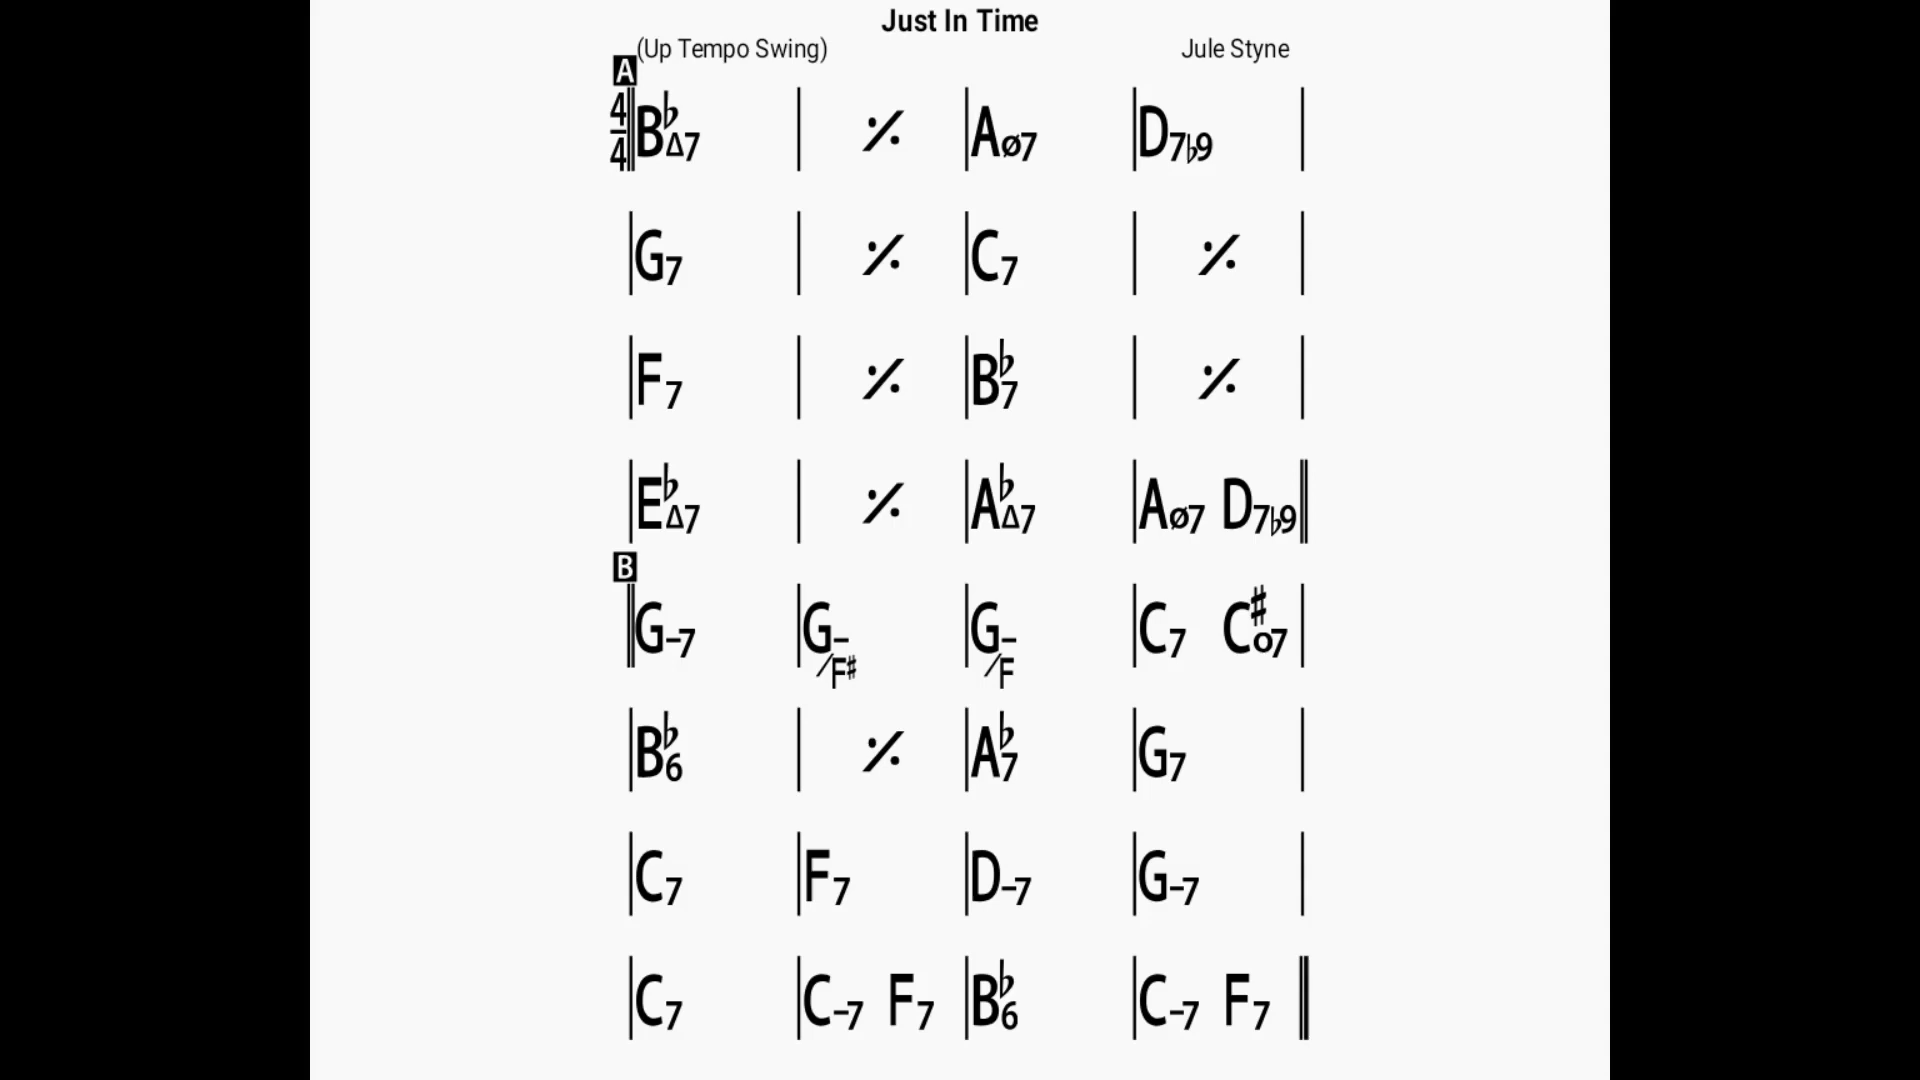 Just In Time
(Up Tempo Swing) Jule Styne
A
4/4 B♭Δ7 | 𝄎 | Aø7 | D7♭9
G7 | 𝄎 | C7 | 𝄎
F7 | 𝄎 | B♭7 | 𝄎
E♭Δ7 | 𝄎 | A♭Δ7 | Aø7 D7♭9
B
G–7 | G–/F♯ | G–/F | C7 C♯o7
B♭6 | 𝄎 | A♭7 | G7
C7 | F7 | D–7 | G–7
C7 | C–7 F7 | B♭6 | C–7 F7